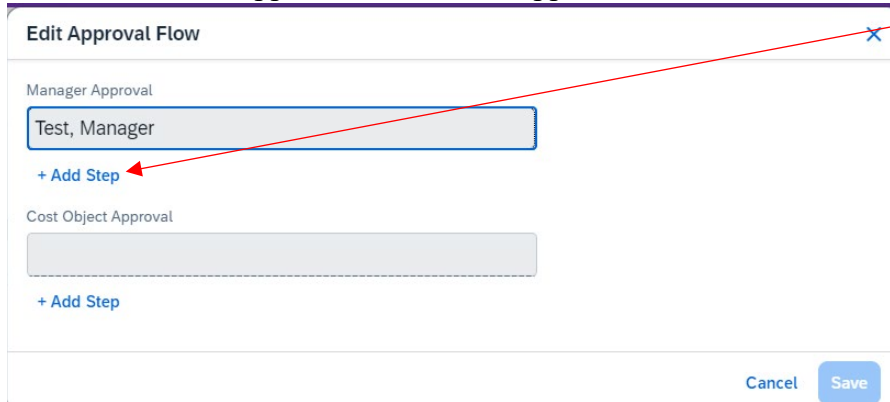 Edit Approval Flow
Manager Approval
Test, Manager
+ Add Step
Cost Object Approval
+ Add Step
Cancel Save